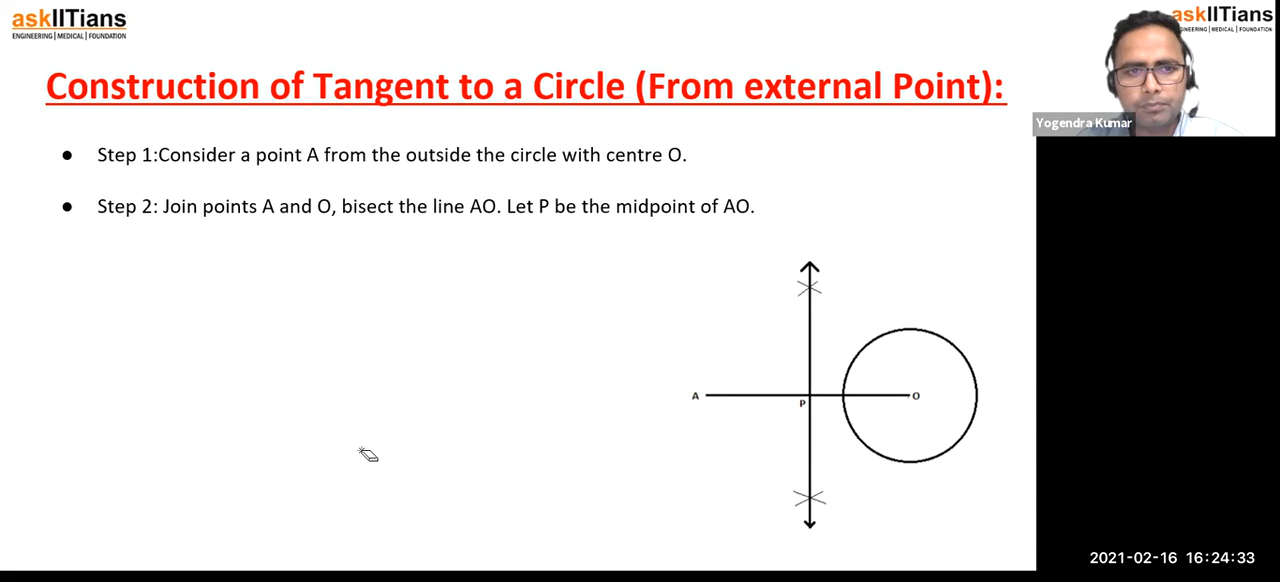 askIITians
ENGINEERING | MEDICAL | FOUNDATION
askIITians
ENGINEERING | MEDICAL | FOUNDATION
Construction of Tangent to a Circle (From external Point):
Yogendra Kumar
● Step 1:Consider a point A from the outside the circle with centre O.
● Step 2: Join points A and O, bisect the line AO. Let P be the midpoint of AO.
A
P
O
2021-02-16 16:24:33